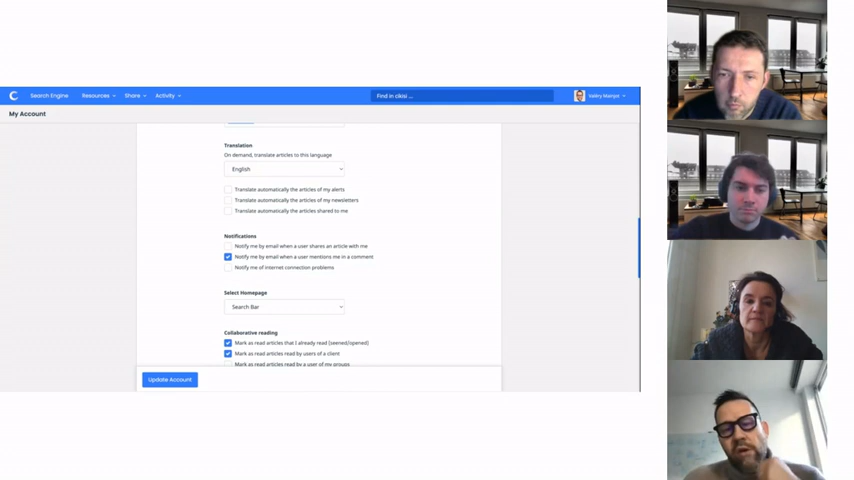 Search Engine
Resources
Share
Activity
Find in cikisi ...
Valéry Mainjot
My Account
Translation
On demand, translate articles to this language
English
Translate automatically the articles of my alerts
Translate automatically the articles of my newsletters
Translate automatically the articles shared to me
Notifications
Notify me by email when a user shares an article with me
Notify me by email when a user mentions me in a comment
Notify me of internet connection problems
Select Homepage
Search Bar
Collaborative reading
Mark as read articles that I already read (seened/opened)
Mark as read articles read by users of a client
Mark as read articles read by a user of my groups
Update Account